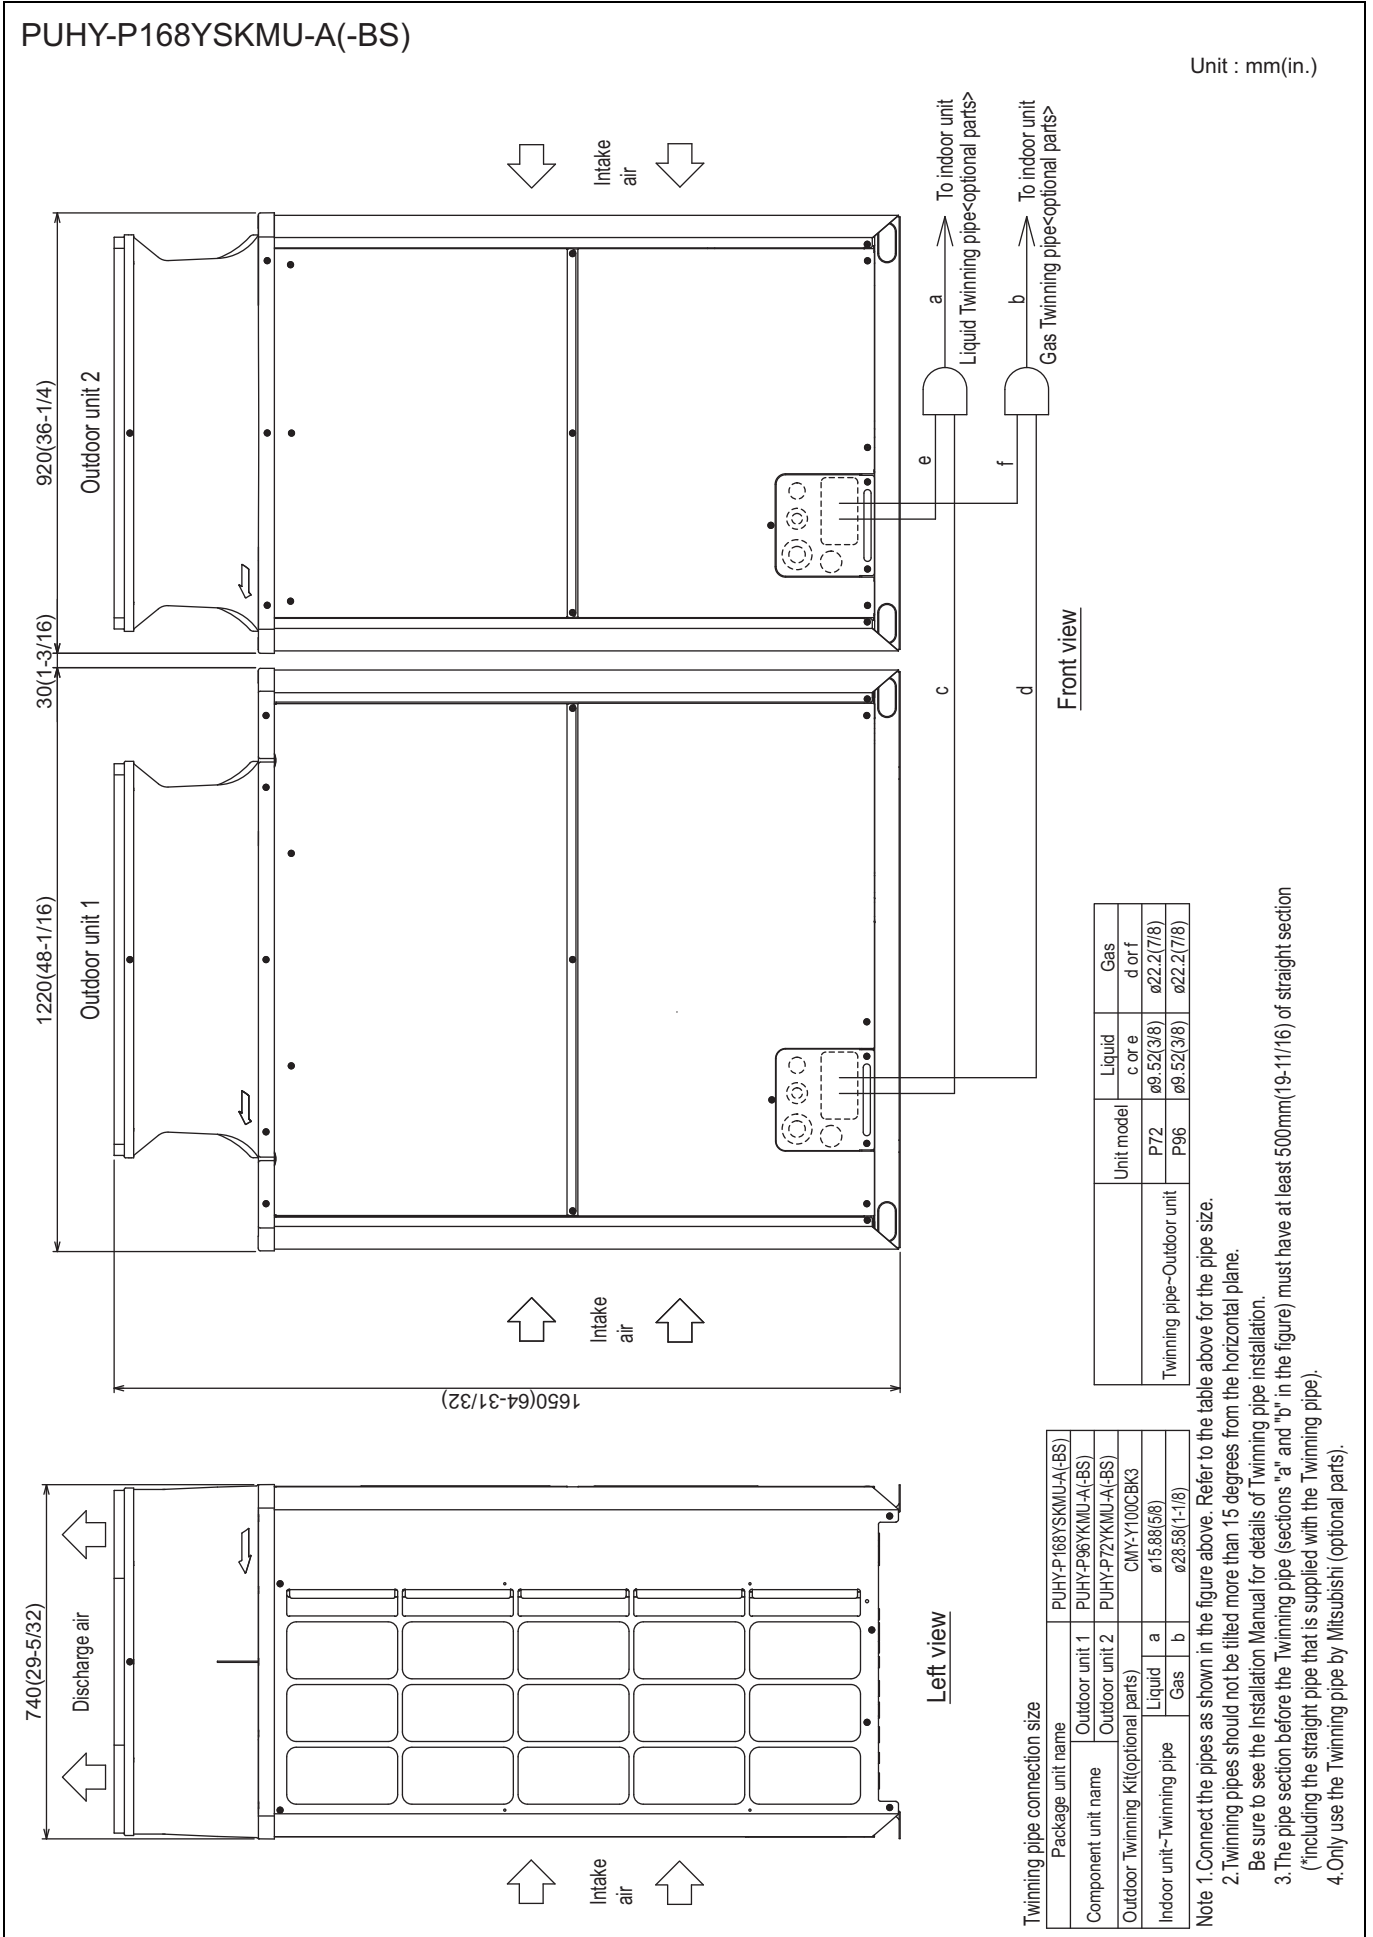 PUHY-P168YSKMU-A(-BS)
Unit : mm(in.)
740(29-5/32)
Discharge air
Intake
air
Left view
1650(64-31/32)
1220(48-1/16)
30(1-3/16)
920(36-1/4)
Outdoor unit 1
Outdoor unit 2
Intake
air
Intake
air
e
c
a
To indoor unit
Liquid Twinning pipe<optional parts>
f
d
b
To indoor unit
Gas Twinning pipe<optional parts>
Front view
Twinning pipe connection size
Package unit name PUHY-P168YSKMU-A(-BS)
Component unit name Outdoor unit 1 PUHY-P96YKMU-A(-BS)
Outdoor unit 2 PUHY-P72YKMU-A(-BS)
Outdoor Twinning Kit(optional parts) CMY-Y100CBK3
Indoor unit~Twinning pipe Liquid a ø15.88(5/8)
Gas b ø28.58(1-1/8)
Unit model Liquid Gas
c or e d or f
Twinning pipe~Outdoor unit P72 ø9.52(3/8) ø22.2(7/8)
P96 ø9.52(3/8) ø22.2(7/8)
Note 1.Connect the pipes as shown in the figure above. Refer to the table above for the pipe size.
2.Twinning pipes should not be tilted more than 15 degrees from the horizontal plane.
Be sure to see the Installation Manual for details of Twinning pipe installation.
3.The pipe section before the Twinning pipe (sections "a" and "b" in the figure) must have at least 500mm(19-11/16) of straight section
(*including the straight pipe that is supplied with the Twinning pipe).
4.Only use the Twinning pipe by Mitsubishi (optional parts).